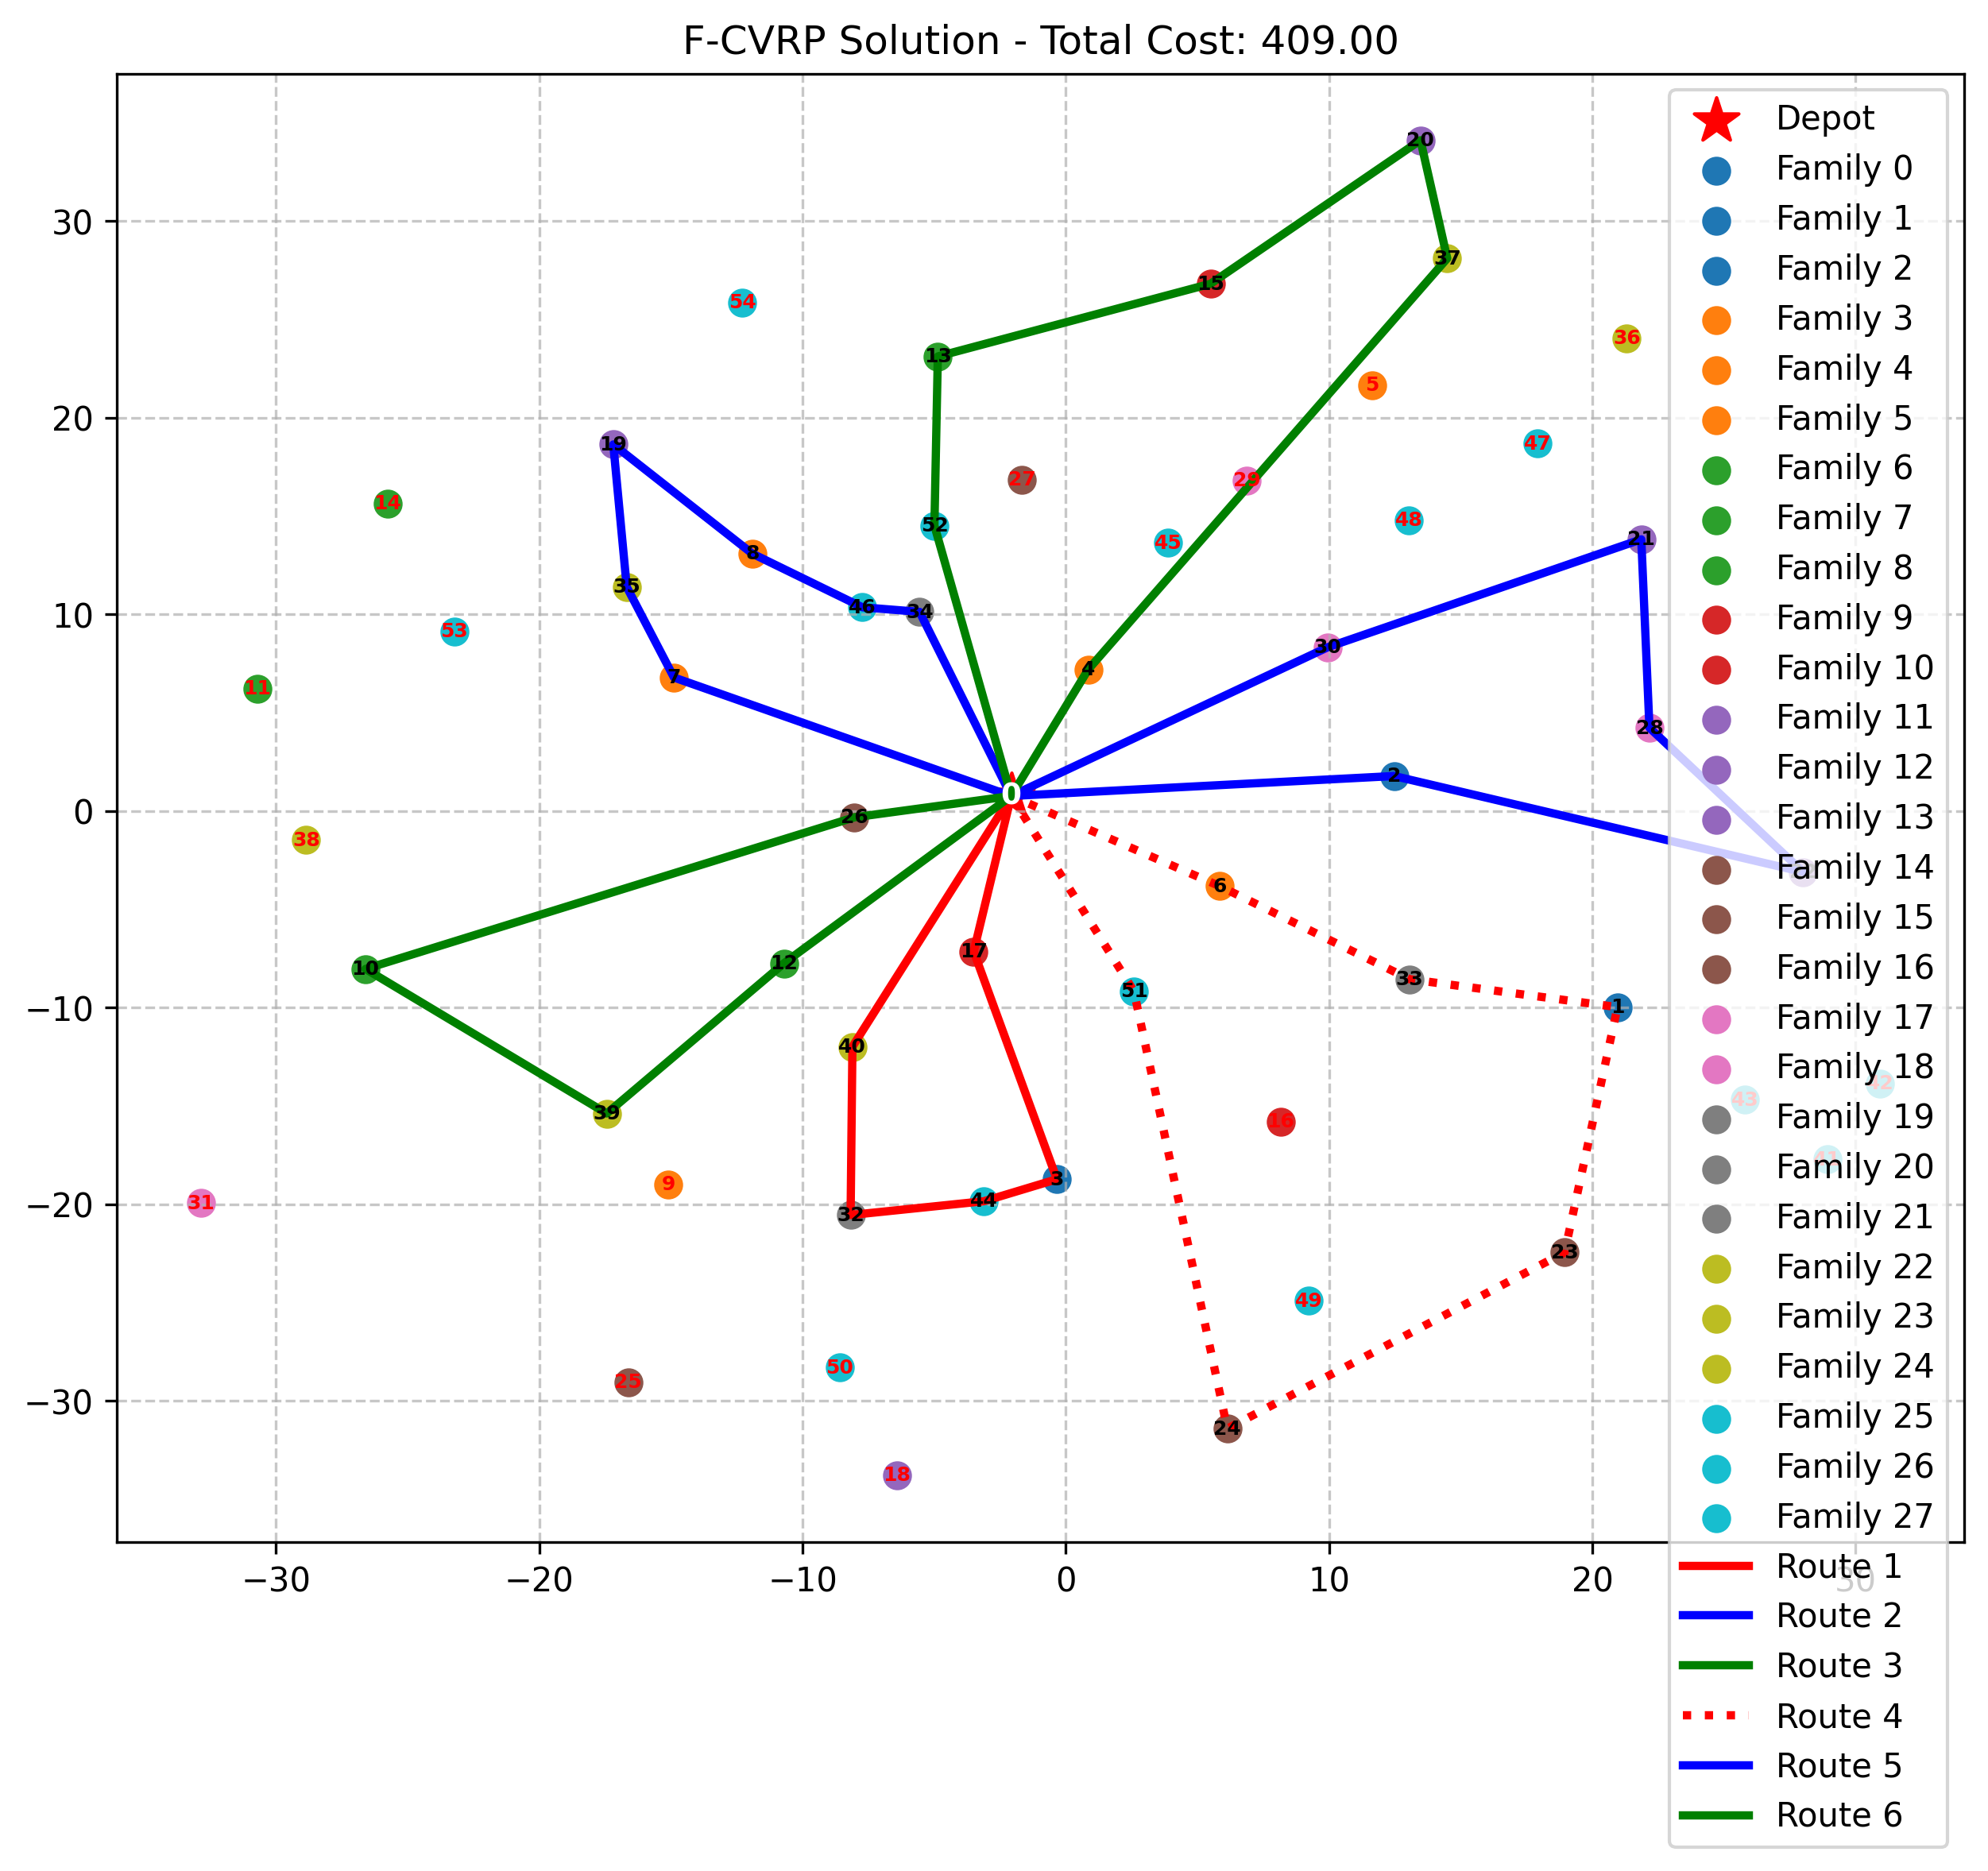 F-CVRP Solution - Total Cost: 409.00
Depot
Family 0
Family 1
Family 2
Family 3
Family 4
Family 5
Family 6
Family 7
Family 8
Family 9
Family 10
Family 11
Family 12
Family 13
Family 14
Family 15
Family 16
Family 17
Family 18
Family 19
Family 20
Family 21
Family 22
Family 23
Family 24
Family 25
Family 26
Family 27
Route 1
Route 2
Route 3
Route 4
Route 5
Route 6
30
20
10
0
−10
−20
−30
−30
−20
−10
0
10
20
30
20
37
15
54
36
13
5
19
47
27
29
14
48
52
45
21
8
35
46
34
53
30
4
7
11
28
2
0
26
38
6
17
12
10
33
51
1
40
42
43
39
16
41
3
9
44
31
32
23
49
50
25
24
18